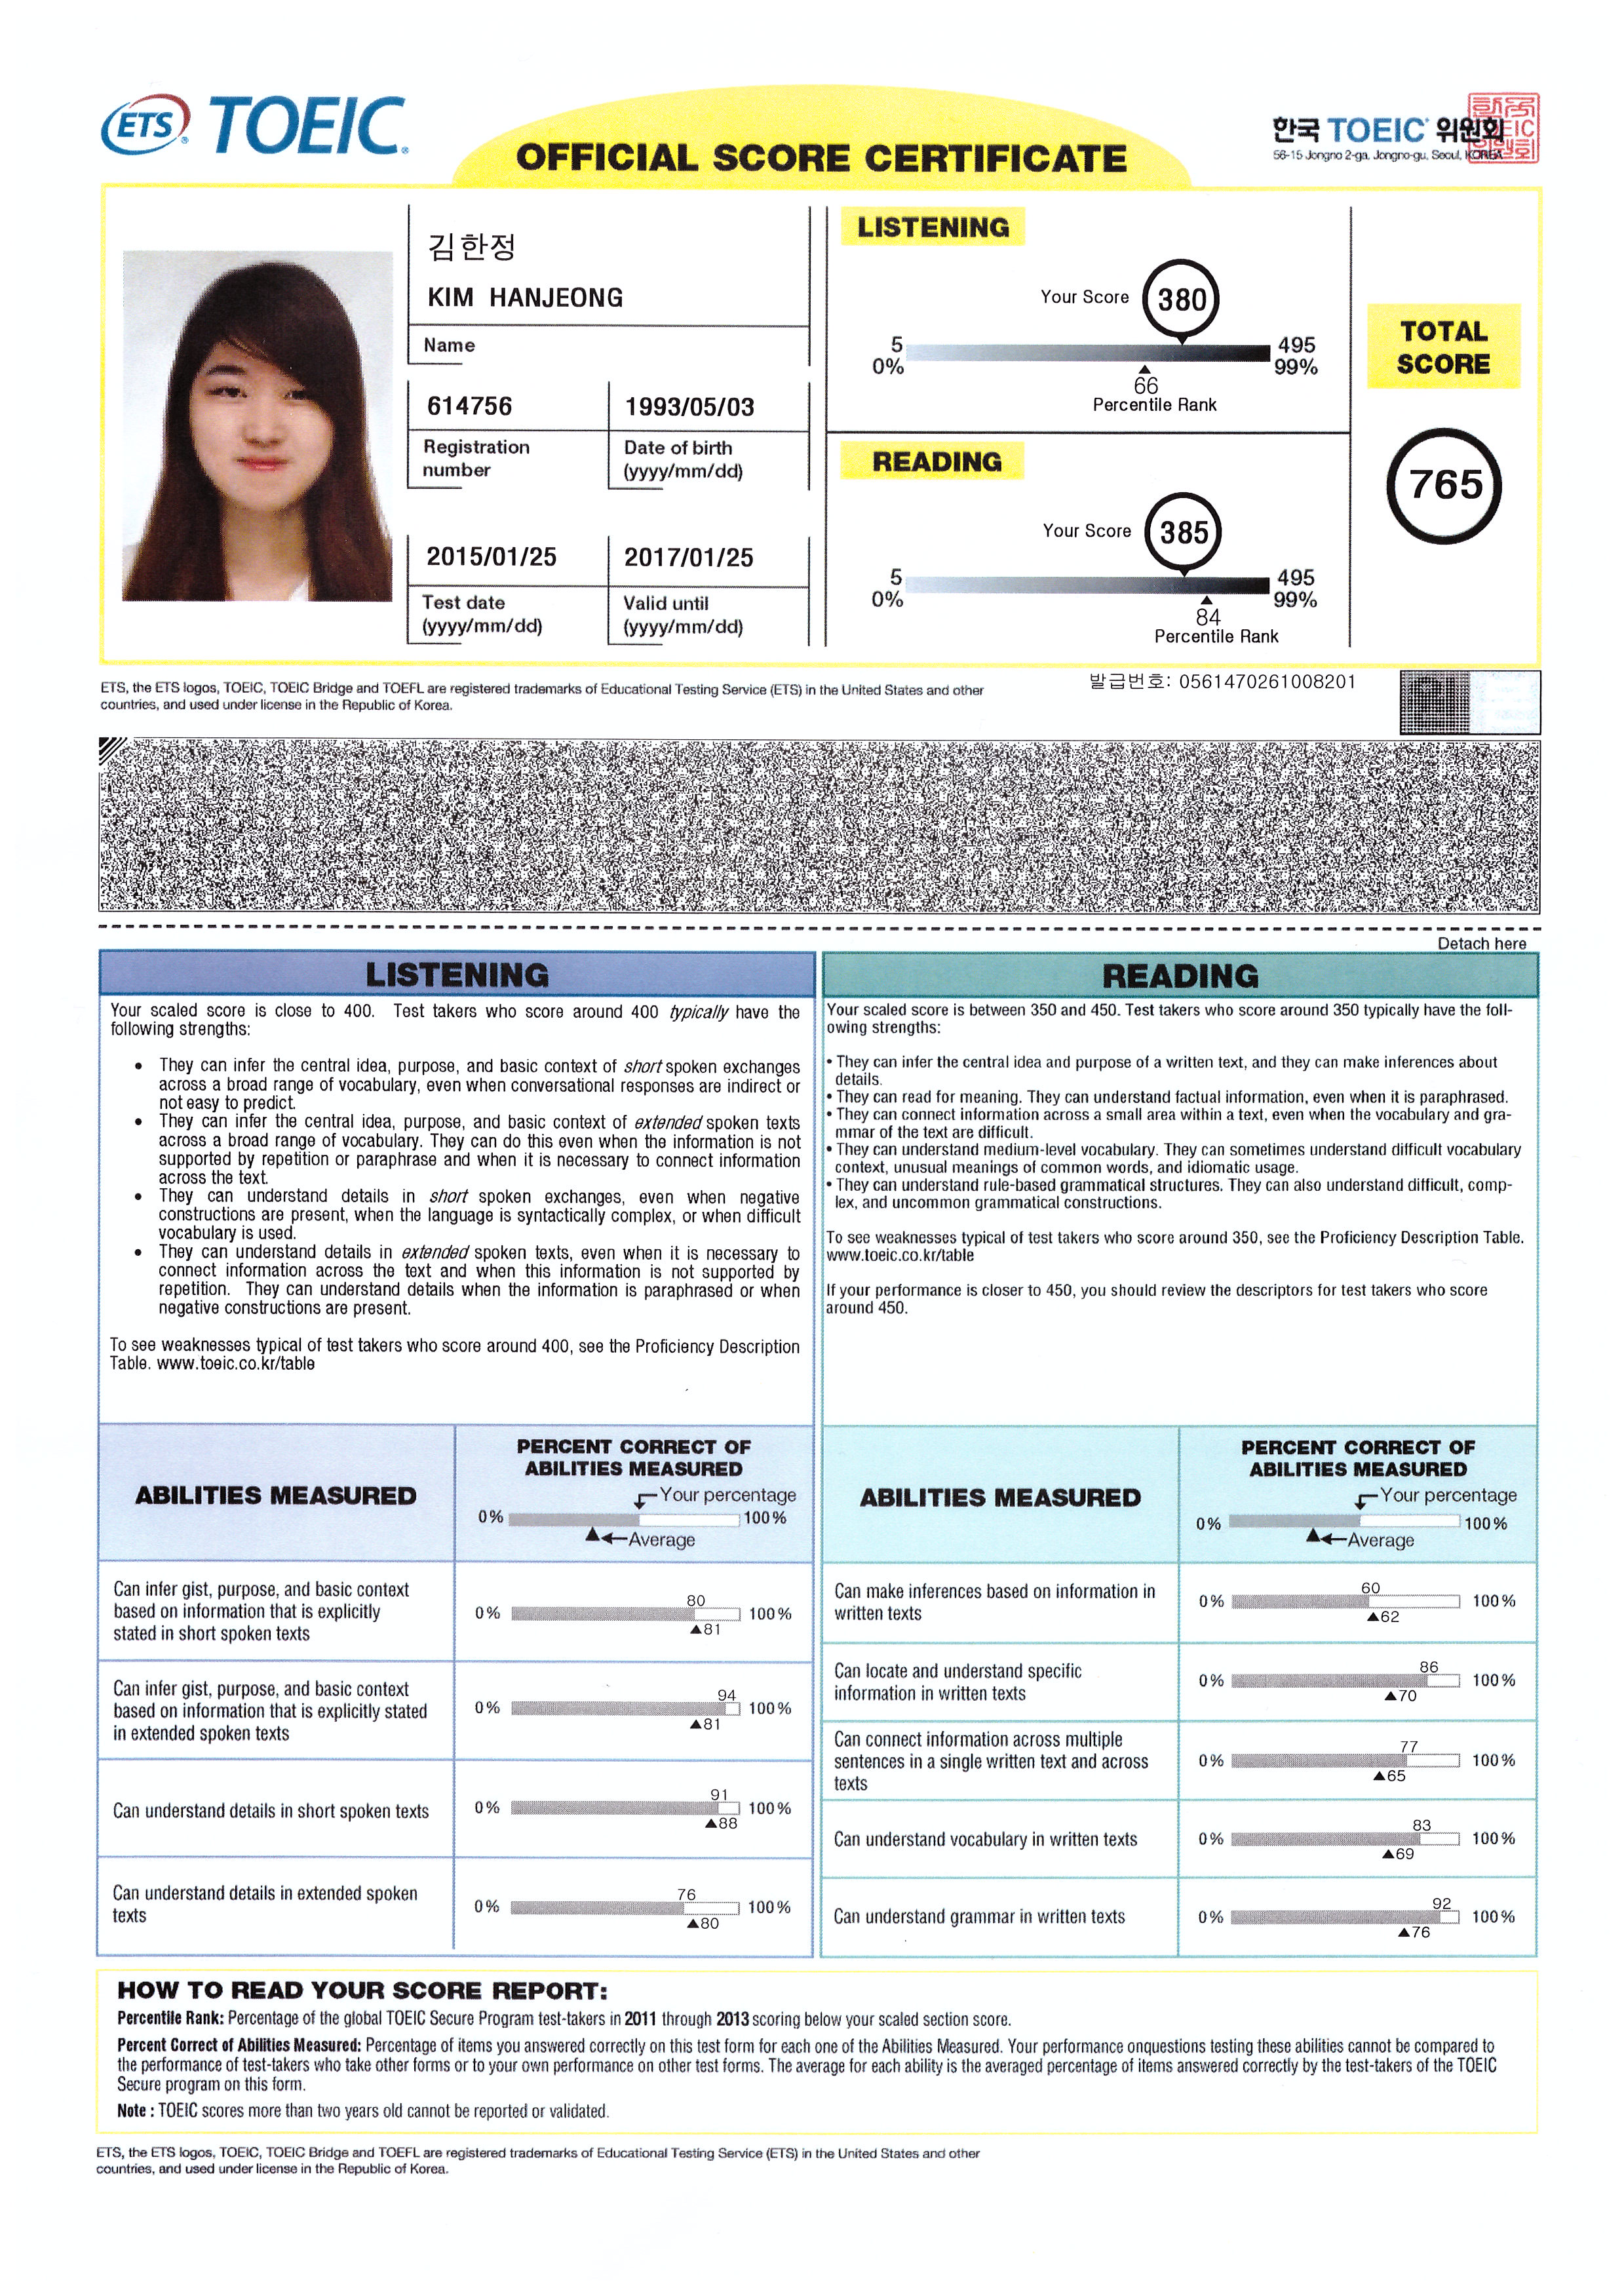 ETS TOEIC
OFFICIAL SCORE CERTIFICATE
한국 TOEIC 위원회
56-15 Jongno 2-ga, Jongno-gu, Seoul, KOREA
김한정
KIM HANJEONG
Name
614756
1993/05/03
Registration number
Date of birth (yyyy/mm/dd)
2015/01/25
2017/01/25
Test date (yyyy/mm/dd)
Valid until (yyyy/mm/dd)
LISTENING
Your Score 380
5 495
0% 99%
66
Percentile Rank
READING
Your Score 385
5 495
0% 99%
84
Percentile Rank
TOTAL
SCORE
765
ETS, the ETS logos, TOEIC, TOEIC Bridge and TOEFL are registered trademarks of Educational Testing Service (ETS) in the United States and other
countries, and used under license in the Republic of Korea.
발급번호: 0561470261008201
Detach here
LISTENING
Your scaled score is close to 400. Test takers who score around 400 typically have the
following strengths:
• They can infer the central idea, purpose, and basic context of short spoken exchanges
across a broad range of vocabulary, even when conversational responses are indirect or
not easy to predict.
• They can infer the central idea, purpose, and basic context of extended spoken texts
across a broad range of vocabulary. They can do this even when the information is not
supported by repetition or paraphrase and when it is necessary to connect information
across the text.
• They can understand details in short spoken exchanges, even when negative
constructions are present, when the language is syntactically complex, or when difficult
vocabulary is used.
• They can understand details in extended spoken texts, even when it is necessary to
connect information across the text and when this information is not supported by
repetition. They can understand details when the information is paraphrased or when
negative constructions are present.
To see weaknesses typical of test takers who score around 400, see the Proficiency Description
Table. www.toeic.co.kr/table
READING
Your scaled score is between 350 and 450. Test takers who score around 350 typically have the foll-
owing strengths:
• They can infer the central idea and purpose of a written text, and they can make inferences about
details.
• They can read for meaning. They can understand factual information, even when it is paraphrased.
• They can connect information across a small area within a text, even when the vocabulary and gra-
mmar of the text are difficult.
• They can understand medium-level vocabulary. They can sometimes understand difficult vocabulary
context, unusual meanings of common words, and idiomatic usage.
• They can understand rule-based grammatical structures. They can also understand difficult, comp-
lex, and uncommon grammatical constructions.
To see weaknesses typical of test takers who score around 350, see the Proficiency Description Table.
www.toeic.co.kr/table
If your performance is closer to 450, you should review the descriptors for test takers who score
around 450.
ABILITIES MEASURED
PERCENT CORRECT OF
ABILITIES MEASURED
Your percentage
0% 100%
▲←Average
Can infer gist, purpose, and basic context
based on information that is explicitly
stated in short spoken texts
80
0% 100%
▲81
Can infer gist, purpose, and basic context
based on information that is explicitly stated
in extended spoken texts
94
0% 100%
▲81
Can understand details in short spoken texts
91
0% 100%
▲88
Can understand details in extended spoken
texts
76
0% 100%
▲80
ABILITIES MEASURED
PERCENT CORRECT OF
ABILITIES MEASURED
Your percentage
0% 100%
▲←Average
Can make inferences based on information in
written texts
60
0% 100%
▲62
Can locate and understand specific
information in written texts
86
0% 100%
▲70
Can connect information across multiple
sentences in a single written text and across
texts
77
0% 100%
▲65
Can understand vocabulary in written texts
83
0% 100%
▲69
Can understand grammar in written texts
92
0% 100%
▲76
HOW TO READ YOUR SCORE REPORT:
Percentile Rank: Percentage of the global TOEIC Secure Program test-takers in 2011 through 2013 scoring below your scaled section score.
Percent Correct of Abilities Measured: Percentage of items you answered correctly on this test form for each one of the Abilities Measured. Your performance onquestions testing these abilities cannot be compared to
the performance of test-takers who take other forms or to your own performance on other test forms. The average for each ability is the averaged percentage of items answered correctly by the test-takers of the TOEIC
Secure program on this form.
Note : TOEIC scores more than two years old cannot be reported or validated.
ETS, the ETS logos, TOEIC, TOEIC Bridge and TOEFL are registered trademarks of Educational Testing Service (ETS) in the United States and other
countries, and used under license in the Republic of Korea.